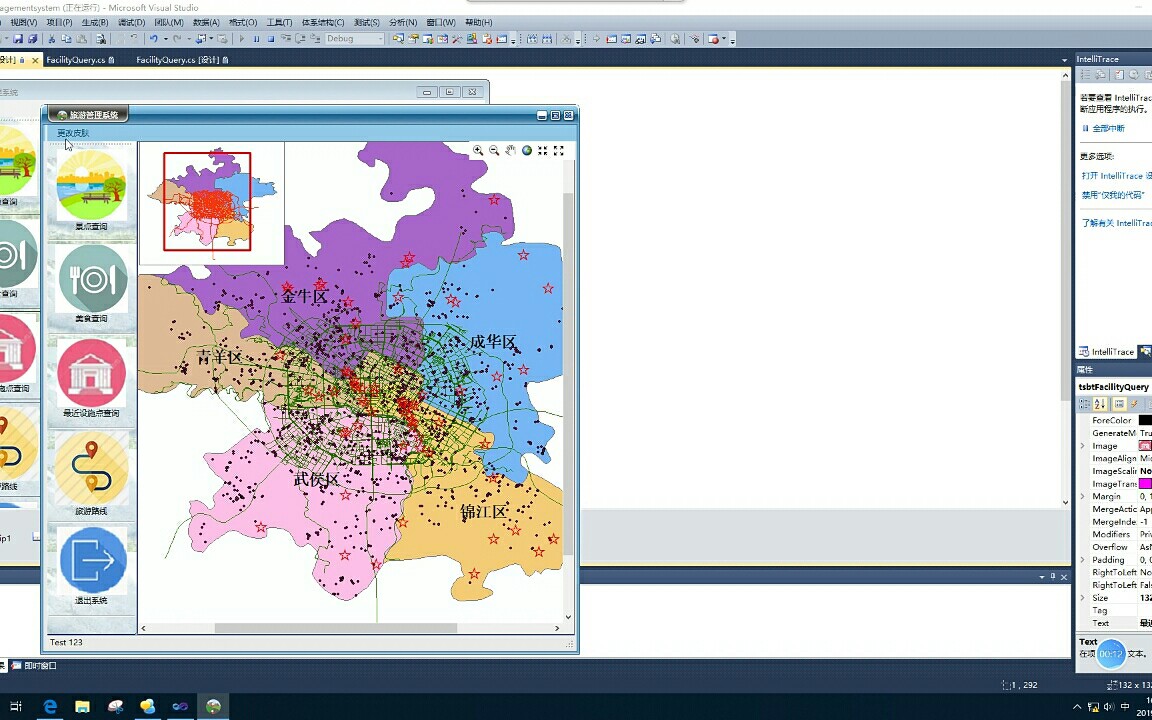 agementsystem (正在运行) - Microsoft Visual Studio
视图(V) 项目(P) 生成(B) 调试(D) 团队(M) 数据(A) 格式(O) 工具(T) 体系结构(C) 测试(S) 分析(N) 窗口(W) 帮助(H)
Debug
设计] FacilityQuery.cs FacilityQuery.cs [设计]
IntelliTrace
系统
若要查看 IntelliTrace
断应用程序的执行。
全部中断
更多选项:
打开 IntelliTrace 设
禁用"仅我的代码"
了解有关 IntelliTrac
旅游管理系统
更改皮肤
景点查询
美食查询
最近设施点查询
旅游路线
退出系统
查询
施点查询
路线
ip1
金牛区
成华区
青羊区
武侯区
锦江区
Test 123
IntelliTrace
属性
tsbtFacilityQuery
ForeColor
GenerateM Tru
Image
ImageAlign Mid
ImageScalin No
ImageTrans
Margin 0, 1
MergeActic App
MergeInde: -1
Modifiers Priv
Overflow AsN
Padding 0, 0
RightToLeft No
RightToLeft Fals
Size 132
Tag
Text 最近
Text
在项 00:12 文本。
即时窗口
1 , 292
132 x 13
中